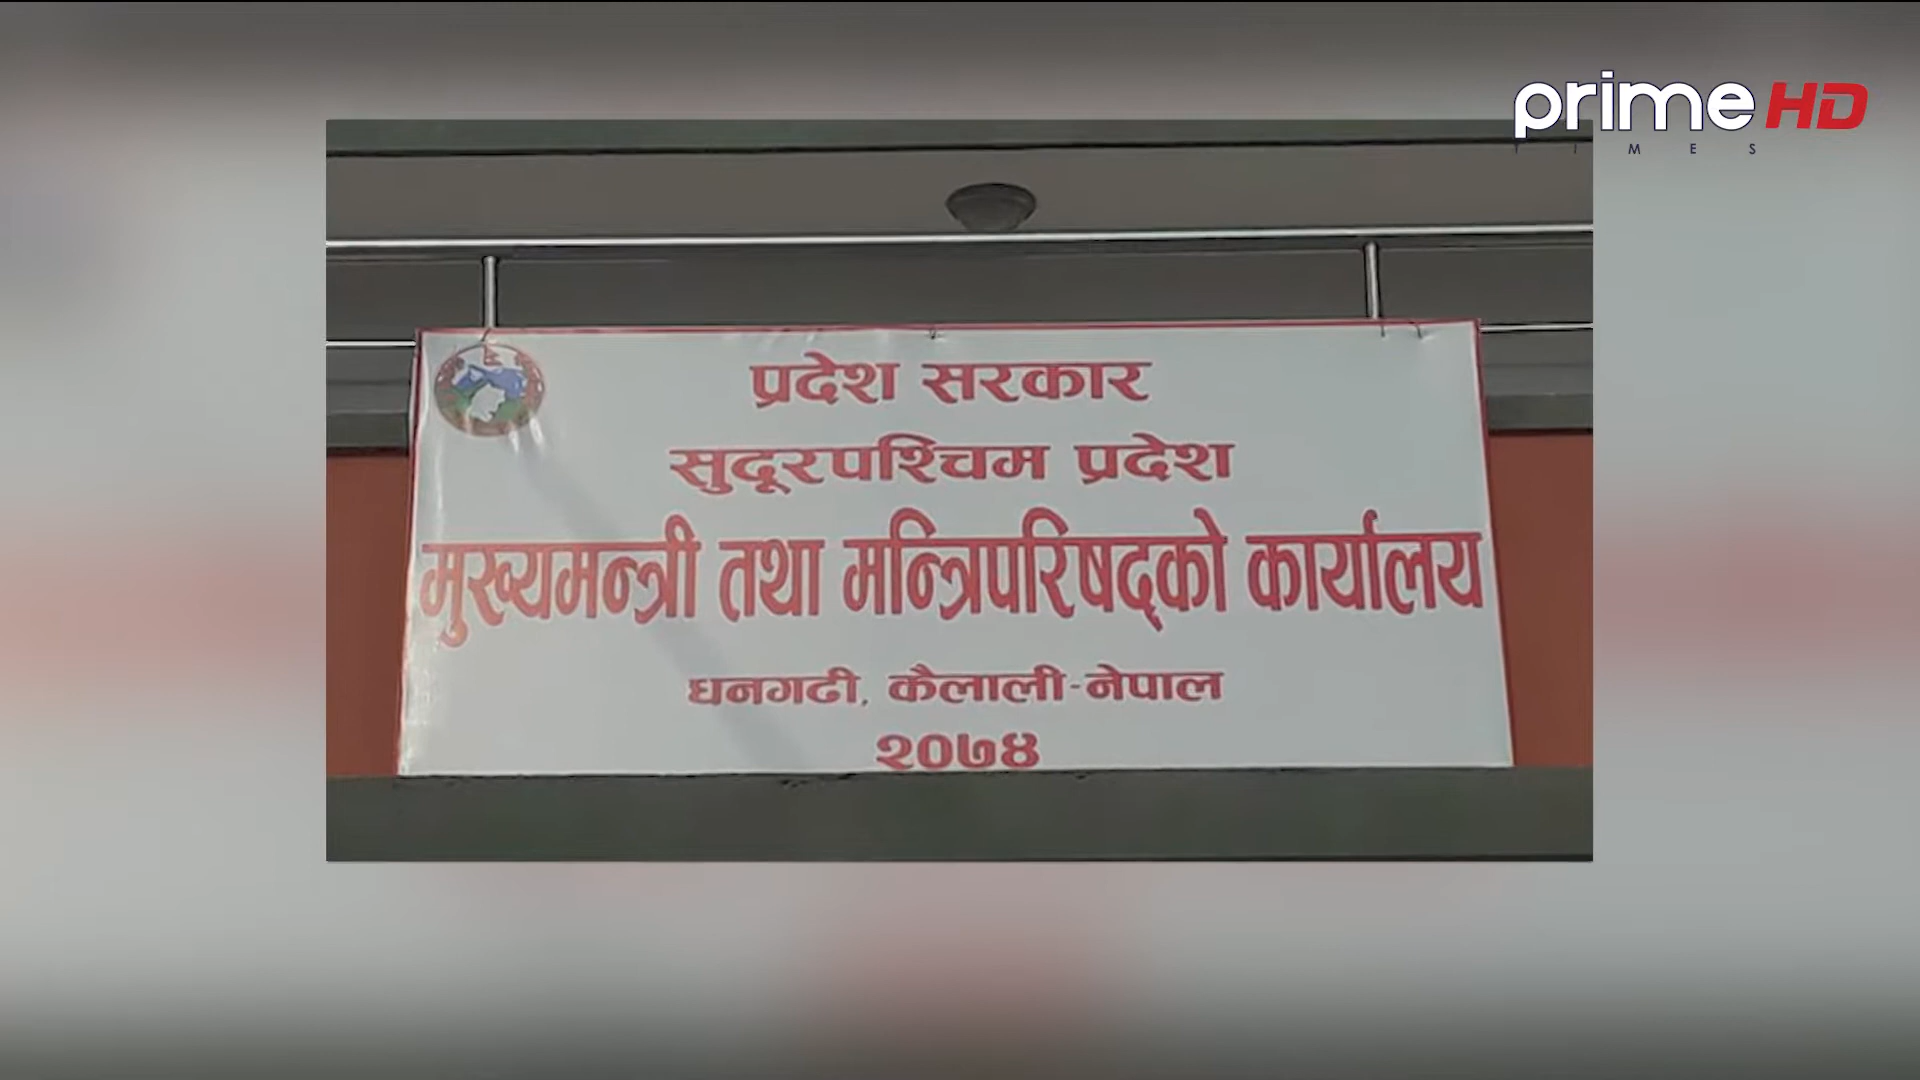 prime HD
TIMES
प्रदेश सरकार
सुदूरपश्चिम प्रदेश
मुख्यमन्त्री तथा मन्त्रिपरिषद्को कार्यालय
धनगढी, कैलाली-नेपाल
२०७४